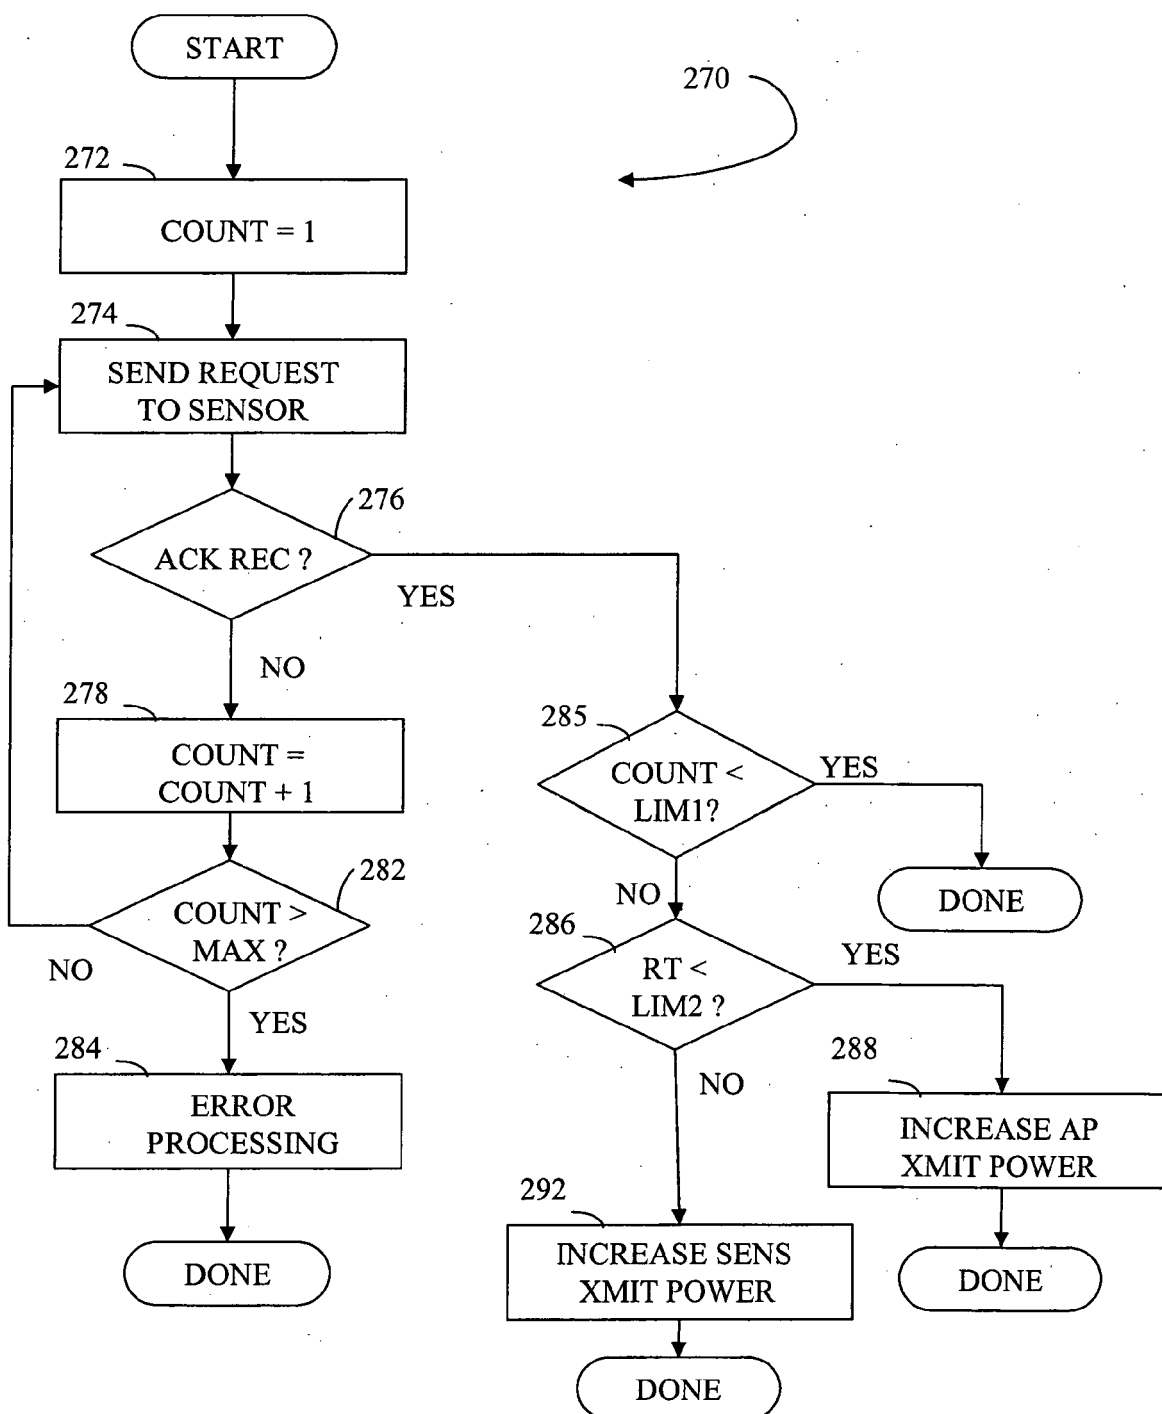 START
270
272
COUNT = 1
274
SEND REQUEST
TO SENSOR
276
ACK REC ?
YES
NO
278
COUNT =
COUNT + 1
285
COUNT <
LIM1?
YES
DONE
282
COUNT >
MAX ?
NO
YES
NO
286
RT <
LIM2 ?
YES
NO
284
ERROR
PROCESSING
DONE
288
INCREASE AP
XMIT POWER
DONE
292
INCREASE SENS
XMIT POWER
DONE